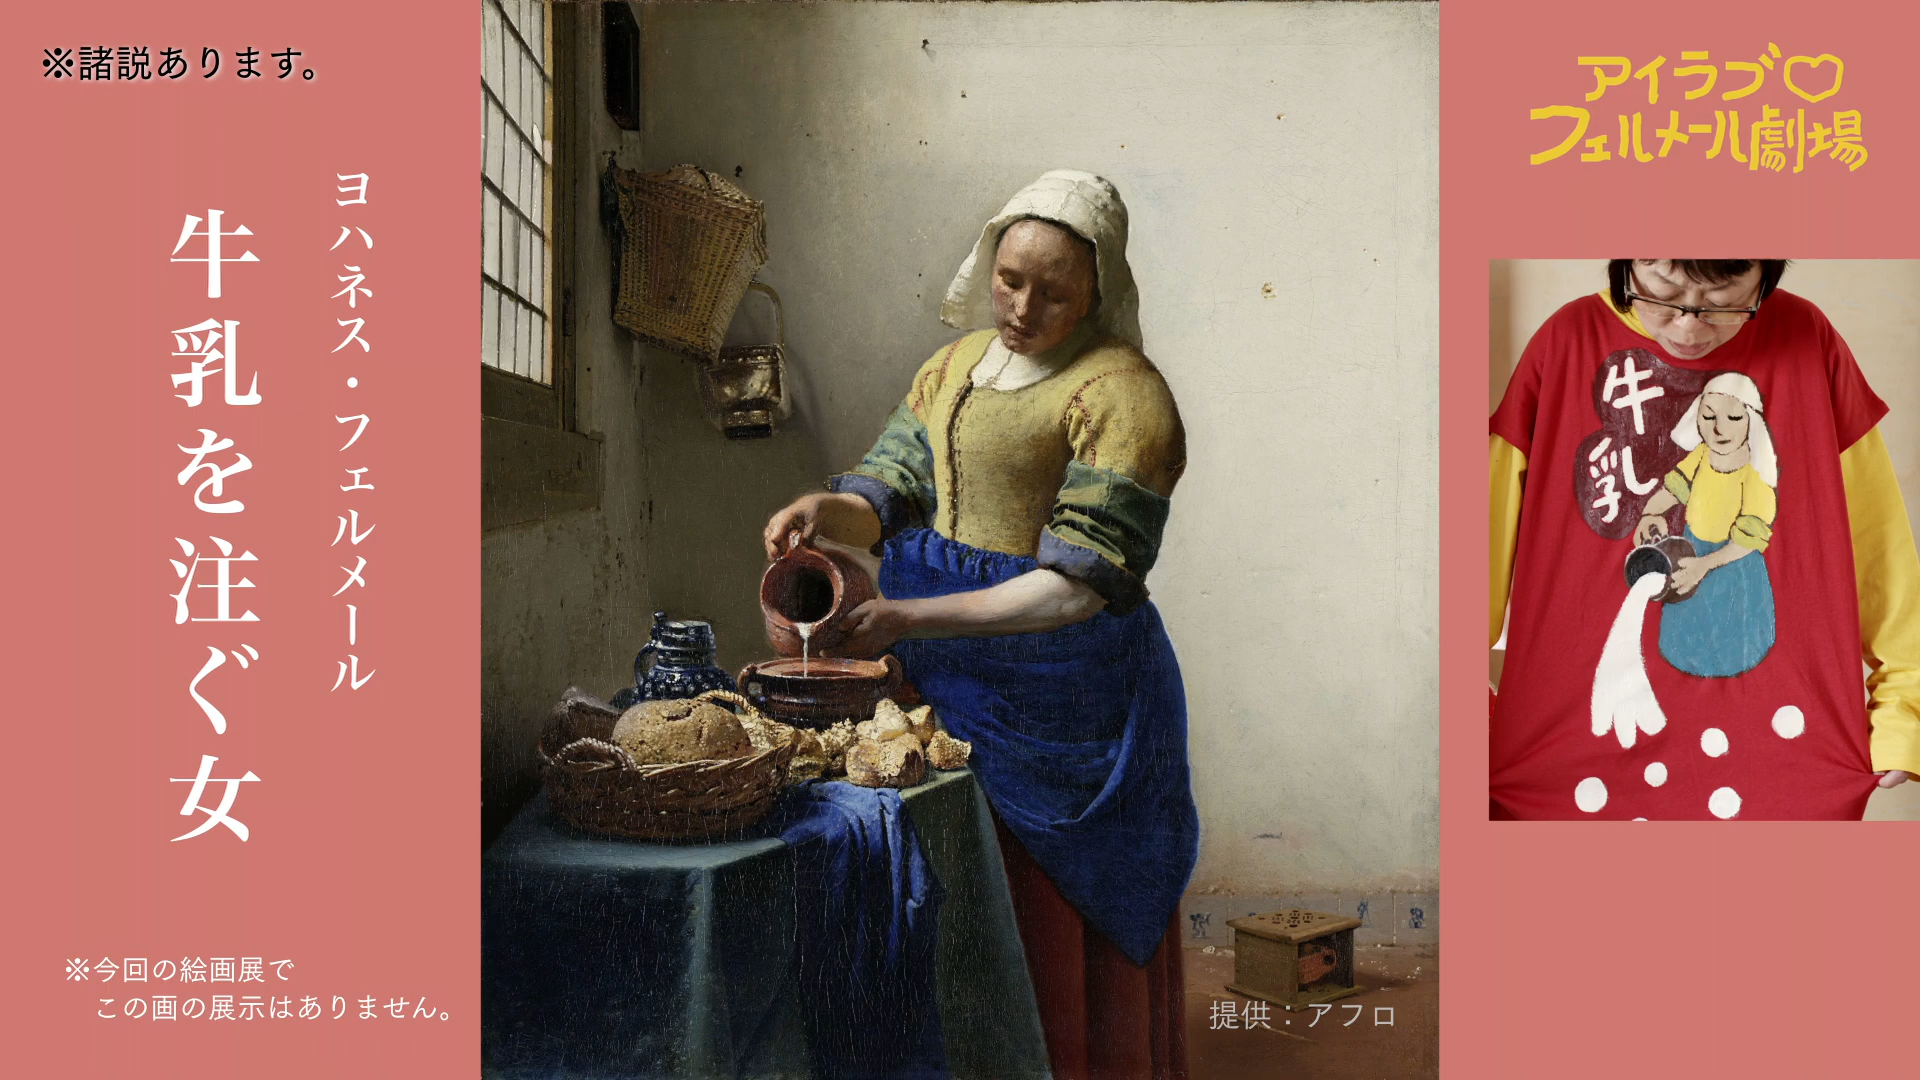 ※諸説あります。
ヨハネス・フェルメール
牛乳を注ぐ女
※今回の絵画展で
この画の展示はありません。
提供：アフロ
アイラブ♡
フェルメール劇場
牛乳